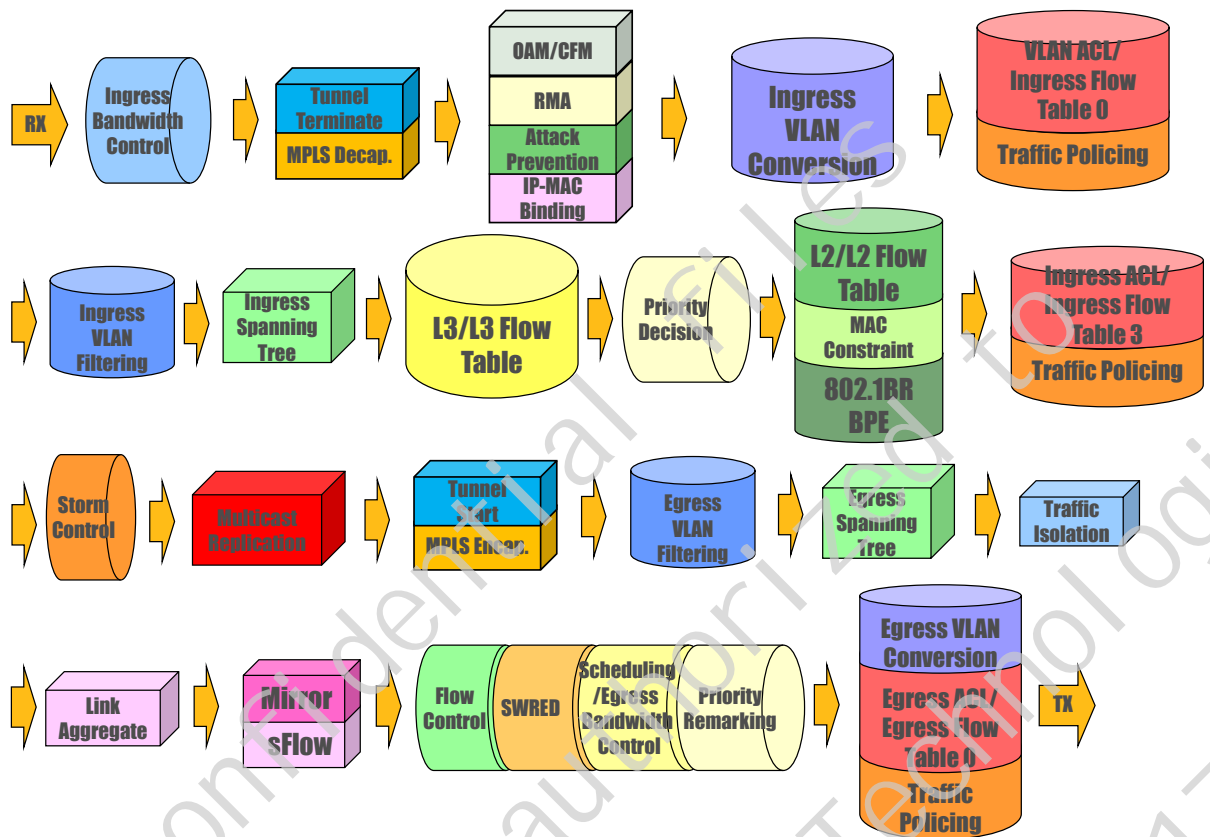 RX
Ingress
Bandwidth
Control
Tunnel
Terminate
MPLS Decap.
OAM/CFM
RMA
Attack
Prevention
IP-MAC
Binding
Ingress
VLAN
Conversion
VLAN ACL/
Ingress Flow
Table 0
Traffic Policing
Ingress
VLAN
Filtering
Ingress
Spanning
Tree
L3/L3 Flow
Table
Priority
Decision
L2/L2 Flow
Table
MAC
Constraint
802.1BR
BPE
Ingress ACL/
Ingress Flow
Table 3
Traffic Policing
Storm
Control
Multicast
Replication
Tunnel
Start
MPLS Encap.
Egress
VLAN
Filtering
Egress
Spanning
Tree
Traffic
Isolation
Link
Aggregate
Mirror
sFlow
Flow
Control
SWRED
Scheduling
/Egress
Bandwidth
Control
Priority
Remarking
Egress VLAN
Conversion
Egress ACL/
Egress Flow
Table 0
Traffic
Policing
TX
onfidential files
authorized to
Technologi